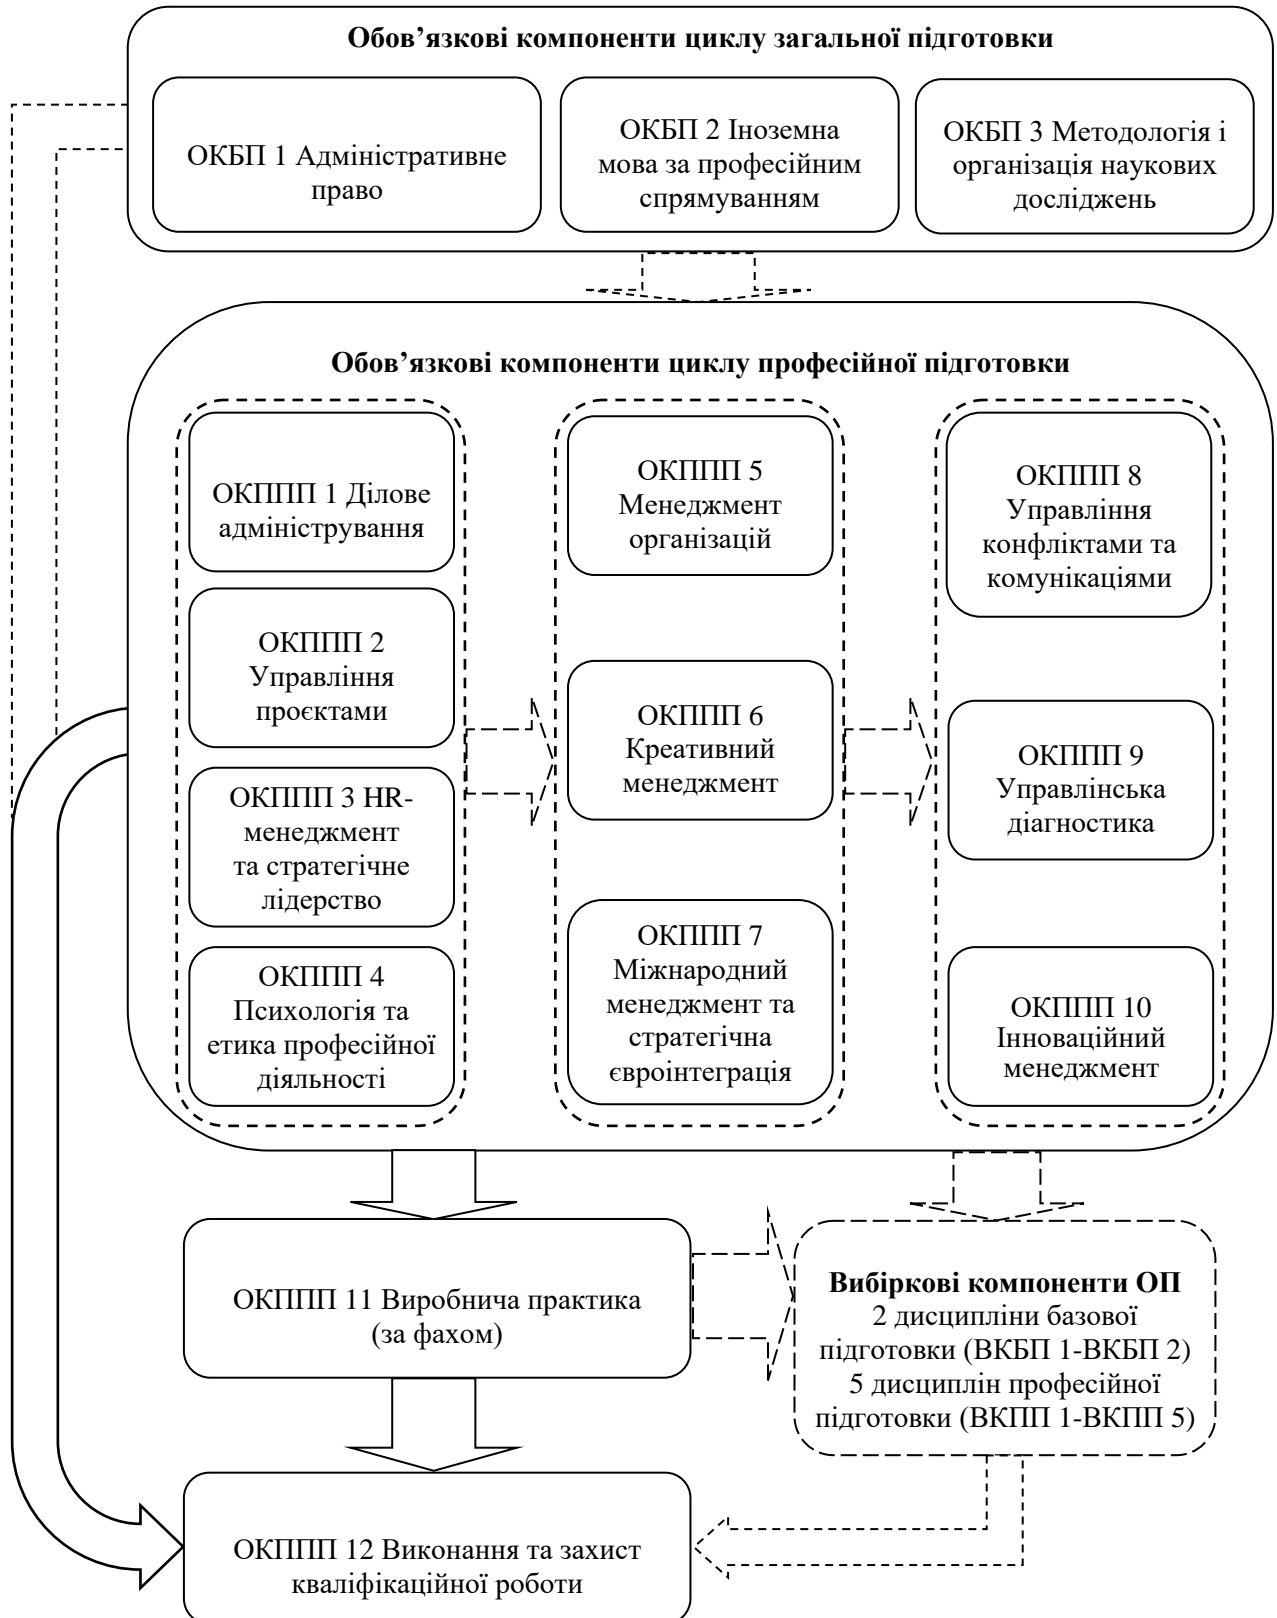 Обов’язкові компоненти циклу загальної підготовки
ОКБП 1 Адміністративне
право
ОКБП 2 Іноземна
мова за професійним
спрямуванням
ОКБП 3 Методологія і
організація наукових
досліджень
Обов’язкові компоненти циклу професійної підготовки
ОКППП 1 Ділове
адміністрування
ОКППП 2
Управління
проєктами
ОКППП 3 HR-
менеджмент
та стратегічне
лідерство
ОКППП 4
Психологія та
етика професійної
діяльності
ОКППП 5
Менеджмент
організацій
ОКППП 6
Креативний
менеджмент
ОКППП 7
Міжнародний
менеджмент та
стратегічна
євроінтеграція
ОКППП 8
Управління
конфліктами та
комунікаціями
ОКППП 9
Управлінська
діагностика
ОКППП 10
Інноваційний
менеджмент
ОКППП 11 Виробнича практика
(за фахом)
Вибіркові компоненти ОП
2 дисципліни базової
підготовки (ВКБП 1-ВКБП 2)
5 дисциплін професійної
підготовки (ВКПП 1-ВКПП 5)
ОКППП 12 Виконання та захист
кваліфікаційної роботи